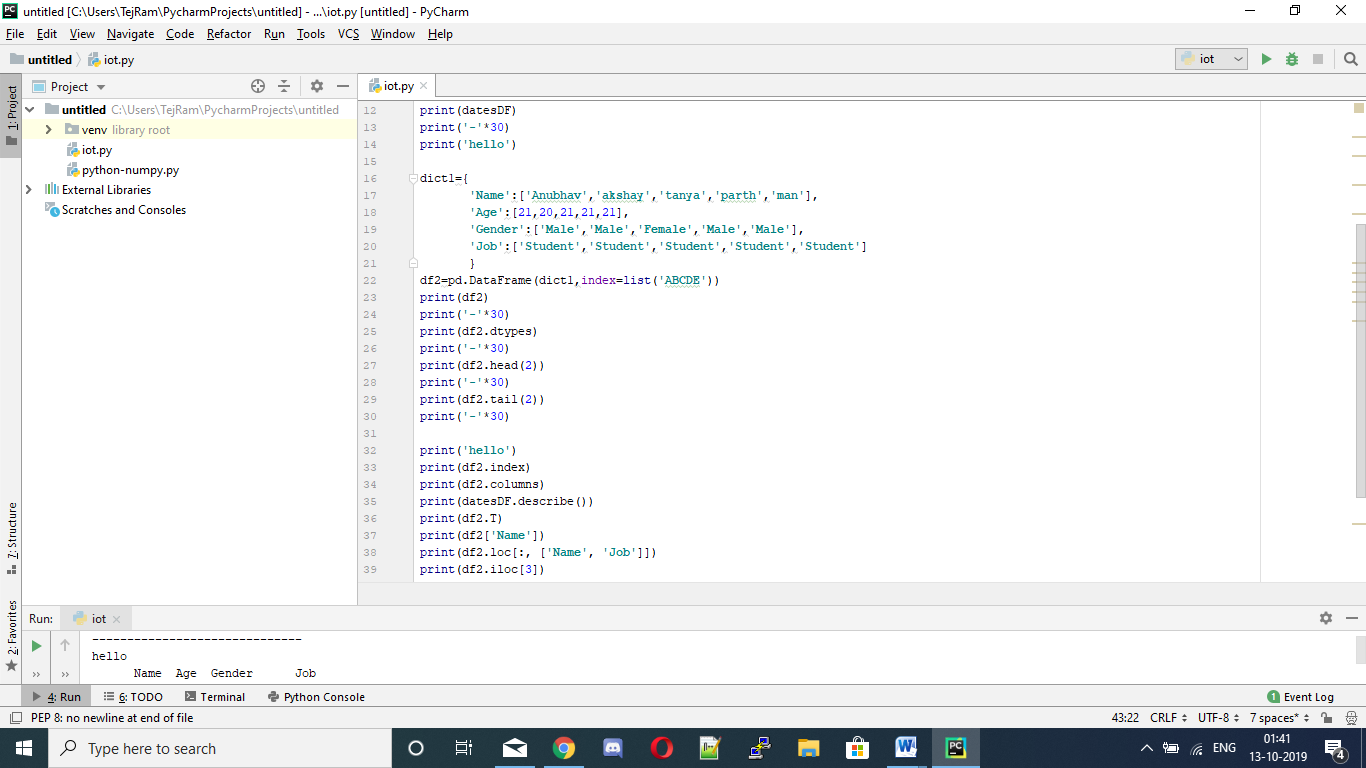 untitled [C:\Users\TejRam\PycharmProjects\untitled] - ...\iot.py [untitled] - PyCharm
File Edit View Navigate Code Refactor Run Tools VCS Window Help
untitled iot.py
iot
1: Project
Project
untitled C:\Users\TejRam\PycharmProjects\untitled
venv library root
iot.py
python-numpy.py
External Libraries
Scratches and Consoles
7: Structure
2: Favorites
iot.py
12 print(datesDF)
13 print('-'*30)
14 print('hello')
15
16 dict1={
17 'Name':['Anubhav','akshay','tanya','parth','man'],
18 'Age':[21,20,21,21,21],
19 'Gender':['Male','Male','Female','Male','Male'],
20 'Job':['Student','Student','Student','Student','Student']
21 }
22 df2=pd.DataFrame(dict1,index=list('ABCDE'))
23 print(df2)
24 print('-'*30)
25 print(df2.dtypes)
26 print('-'*30)
27 print(df2.head(2))
28 print('-'*30)
29 print(df2.tail(2))
30 print('-'*30)
31
32 print('hello')
33 print(df2.index)
34 print(df2.columns)
35 print(datesDF.describe())
36 print(df2.T)
37 print(df2['Name'])
38 print(df2.loc[:, ['Name', 'Job']])
39 print(df2.iloc[3])
Run: iot
------------------------------
hello
Name Age Gender Job
4: Run 6: TODO Terminal Python Console
1 Event Log
PEP 8: no newline at end of file
43:22 CRLF UTF-8 7 spaces*
Type here to search
ENG
01:41
13-10-2019
4